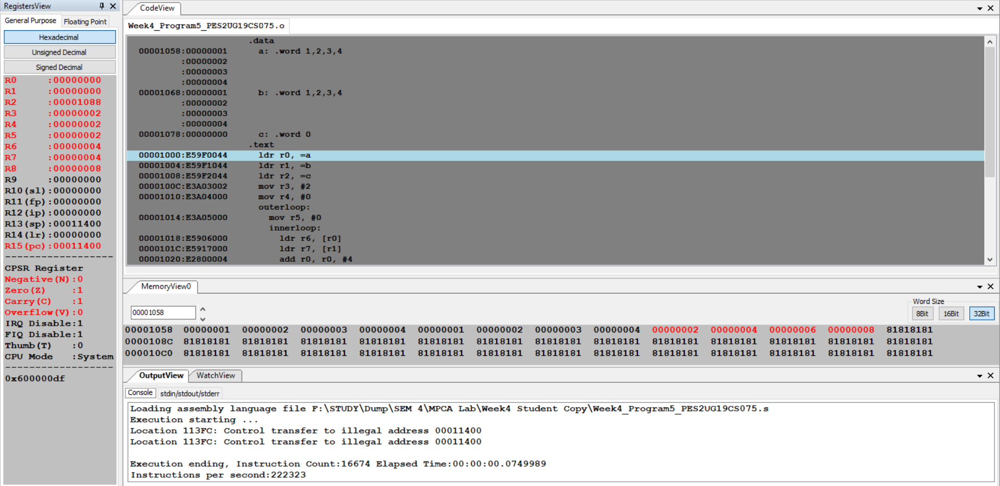 RegistersView
General Purpose Floating Point
Hexadecimal
Unsigned Decimal
Signed Decimal
R0 :00000000
R1 :00000000
R2 :00001088
R3 :00000002
R4 :00000002
R5 :00000002
R6 :00000004
R7 :00000004
R8 :00000008
R9 :00000000
R10(sl):00000000
R11(fp):00000000
R12(ip):00000000
R13(sp):00011400
R14(lr):00000000
R15(pc):00011400
------------------
CPSR Register
Negative(N):0
Zero(Z) :1
Carry(C) :1
Overflow(V):0
IRQ Disable:1
FIQ Disable:1
Thumb(T) :0
CPU Mode :System
------------------
0x600000df
CodeView
Week4_Program5_PES2UG19CS075.o
.data
00001058:00000001 a: .word 1,2,3,4
:00000002
:00000003
:00000004
00001068:00000001 b: .word 1,2,3,4
:00000002
:00000003
:00000004
00001078:00000000 c: .word 0
.text
00001000:E59F0044 ldr r0, =a
00001004:E59F1044 ldr r1, =b
00001008:E59F2044 ldr r2, =c
0000100C:E3A03002 mov r3, #2
00001010:E3A04000 mov r4, #0
outerloop:
00001014:E3A05000 mov r5, #0
innerloop:
00001018:E5906000 ldr r6, [r0]
0000101C:E5917000 ldr r7, [r1]
00001020:E2800004 add r0, r0, #4
MemoryView0
00001058
Word Size
8Bit 16Bit 32Bit
00001058 00000001 00000002 00000003 00000004 00000001 00000002 00000003 00000004 00000002 00000004 00000006 00000008 81818181
0000108C 81818181 81818181 81818181 81818181 81818181 81818181 81818181 81818181 81818181 81818181 81818181 81818181 81818181
000010C0 81818181 81818181 81818181 81818181 81818181 81818181 81818181 81818181 81818181 81818181 81818181 81818181 81818181
OutputView WatchView
Console stdin/stdout/stderr
Loading assembly language file F:\STUDY\Dump\SEM 4\MPCA Lab\Week4 Student Copy\Week4_Program5_PES2UG19CS075.s
Execution starting ...
Location 113FC: Control transfer to illegal address 00011400
Location 113FC: Control transfer to illegal address 00011400
Execution ending, Instruction Count:16674 Elapsed Time:00:00:00.0749989
Instructions per second:222323